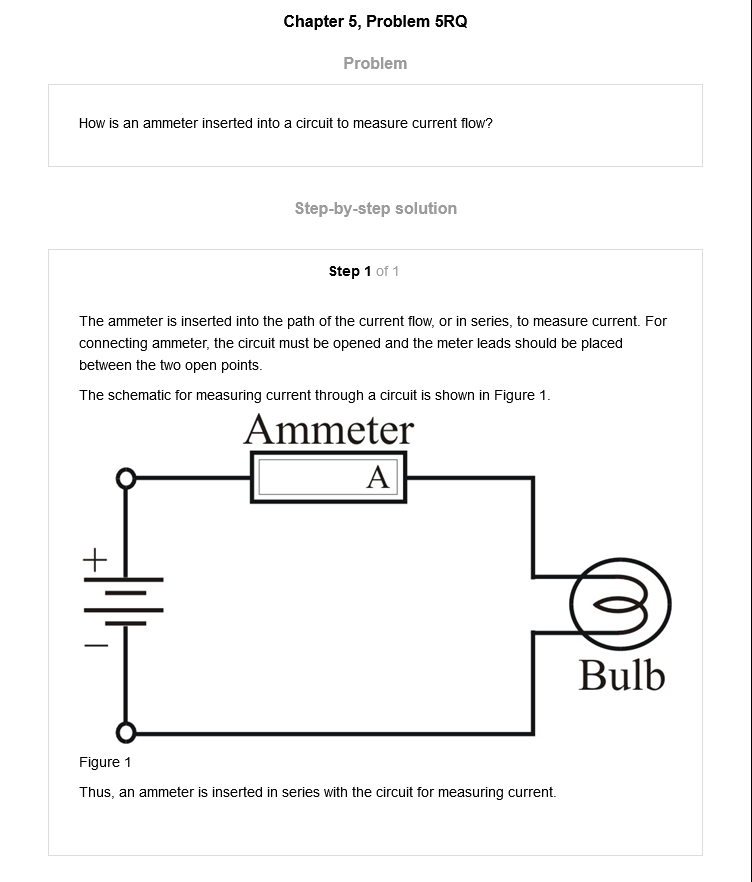 Chapter 5, Problem 5RQ
Problem
How is an ammeter inserted into a circuit to measure current flow?
Step-by-step solution
Step 1 of 1
The ammeter is inserted into the path of the current flow, or in series, to measure current. For
connecting ammeter, the circuit must be opened and the meter leads should be placed
between the two open points.
The schematic for measuring current through a circuit is shown in Figure 1.
Ammeter
A
+
−
Bulb
Figure 1
Thus, an ammeter is inserted in series with the circuit for measuring current.